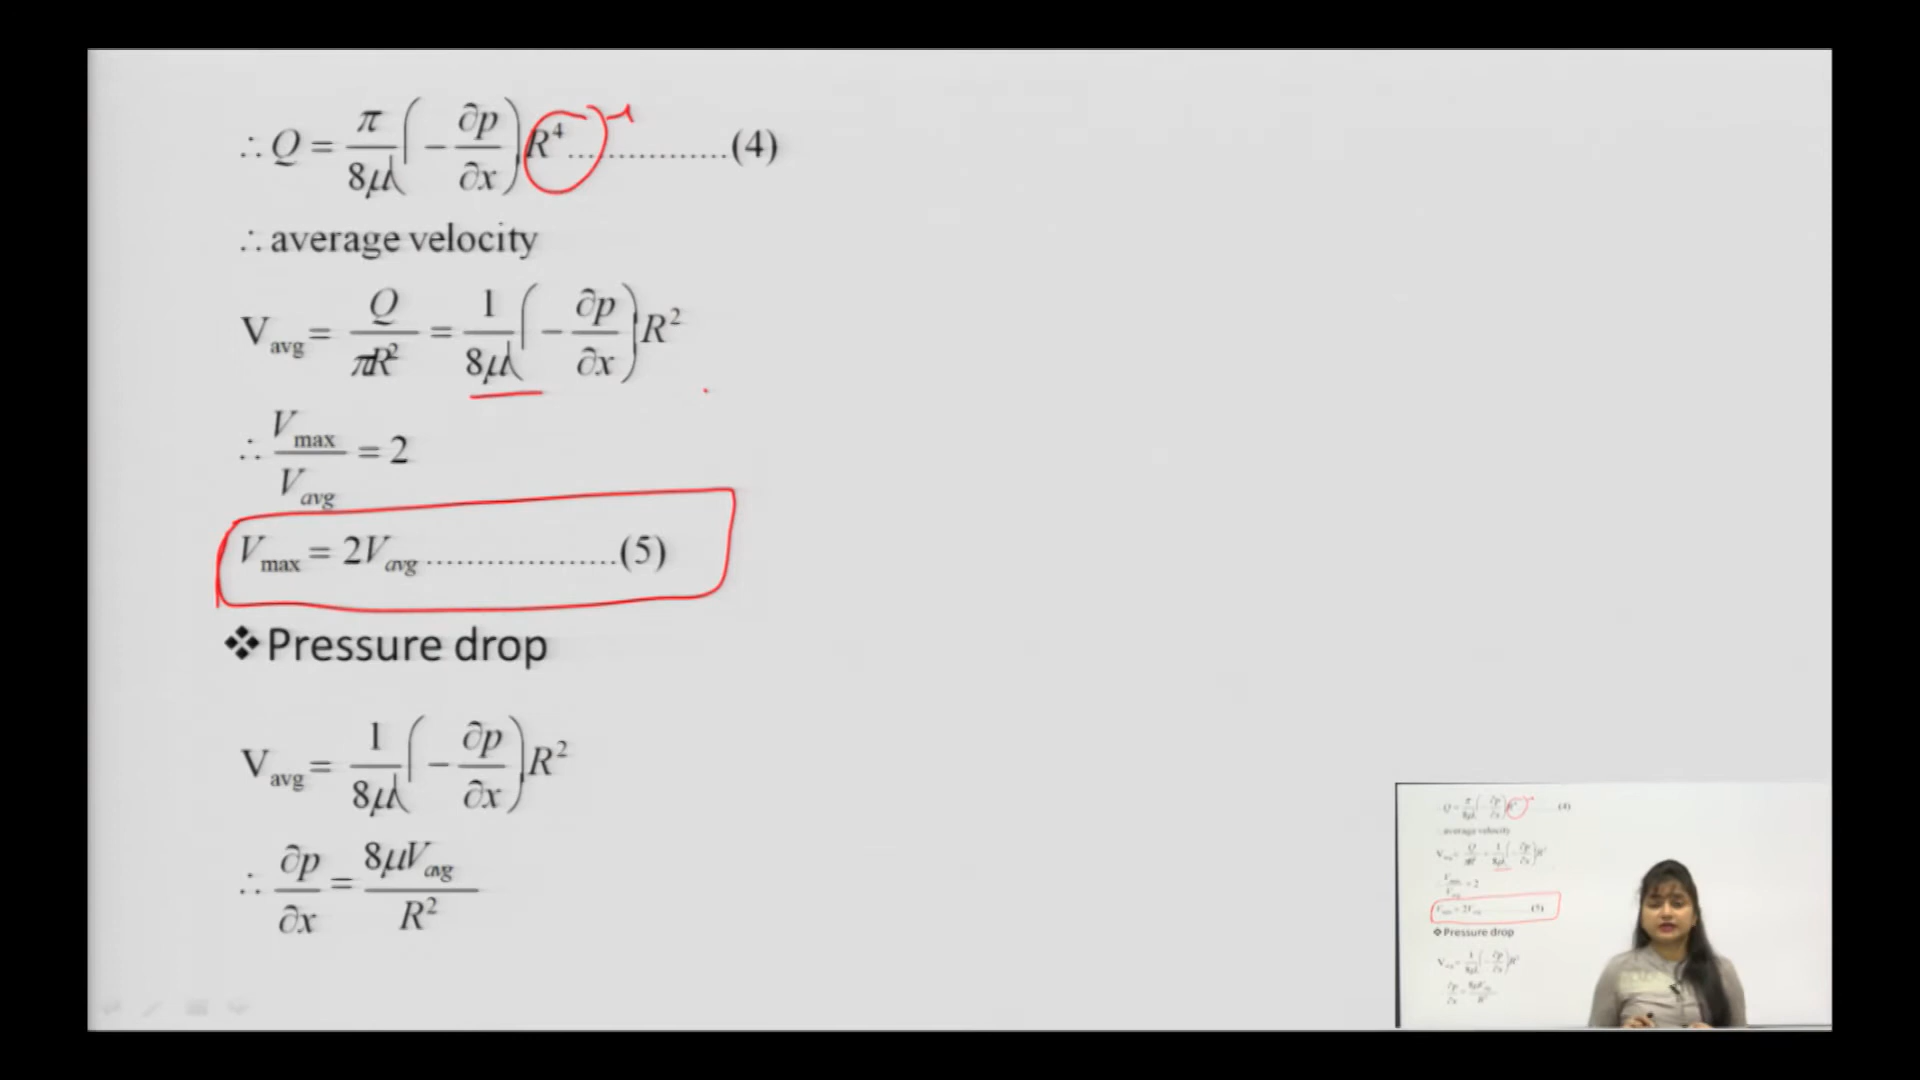 ∴ Q = π/8μ (− ∂p/∂x) R⁴ ................(4)
∴ average velocity
V_avg = Q/πR² = 1/8μ (− ∂p/∂x) R²
∴ V_max/V_avg = 2
V_max = 2V_avg ...................(5)
❖ Pressure drop
V_avg = 1/8μ (− ∂p/∂x) R²
∴ ∂p/∂x = 8μV_avg/R²